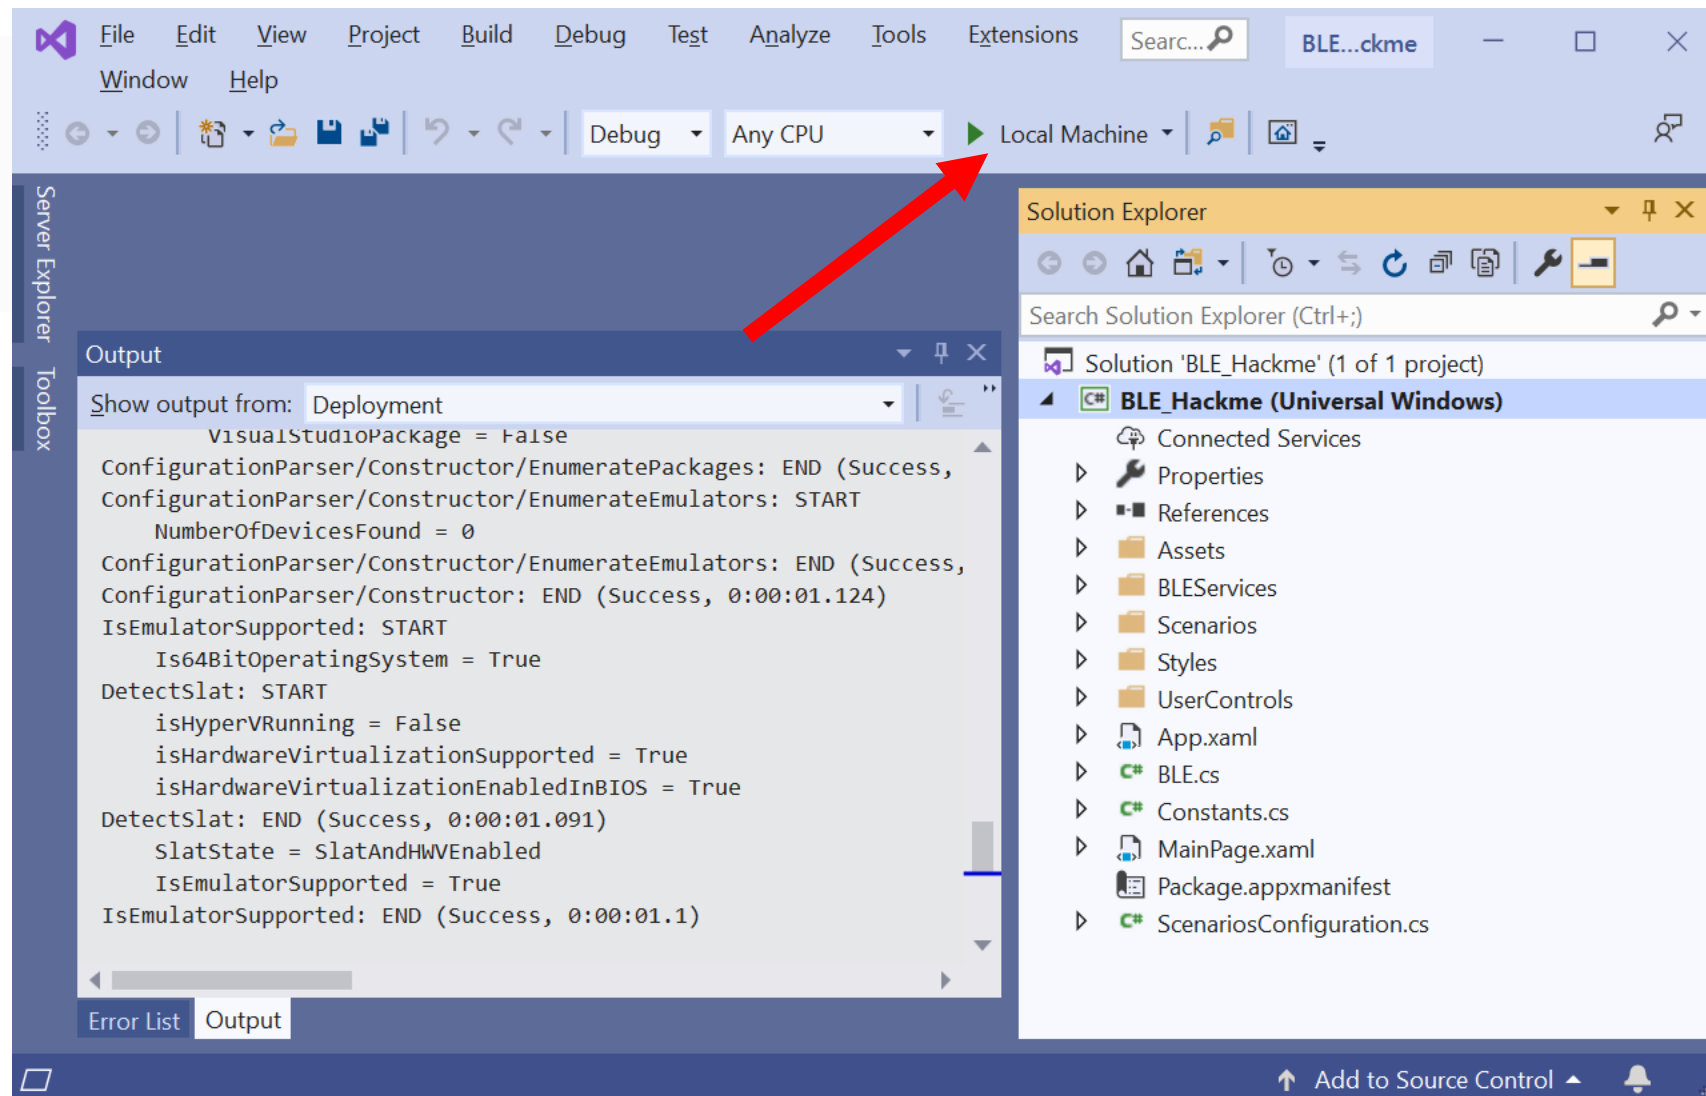 File Edit View Project Build Debug Test Analyze Tools Extensions Searc... BLE...ckme
Window Help
Debug Any CPU Local Machine
Server Explorer
Toolbox
Output
Show output from: Deployment
VisualStudioPackage = False
ConfigurationParser/Constructor/EnumeratePackages: END (Success,
ConfigurationParser/Constructor/EnumerateEmulators: START
NumberOfDevicesFound = 0
ConfigurationParser/Constructor/EnumerateEmulators: END (Success,
ConfigurationParser/Constructor: END (Success, 0:00:01.124)
IsEmulatorSupported: START
Is64BitOperatingSystem = True
DetectSlat: START
isHyperVRunning = False
isHardwareVirtualizationSupported = True
isHardwareVirtualizationEnabledInBIOS = True
DetectSlat: END (Success, 0:00:01.091)
SlatState = SlatAndHWVEnabled
IsEmulatorSupported = True
IsEmulatorSupported: END (Success, 0:00:01.1)
Error List Output
Solution Explorer
Search Solution Explorer (Ctrl+;)
Solution 'BLE_Hackme' (1 of 1 project)
C# BLE_Hackme (Universal Windows)
Connected Services
Properties
References
Assets
BLEServices
Scenarios
Styles
UserControls
App.xaml
C# BLE.cs
C# Constants.cs
MainPage.xaml
Package.appxmanifest
C# ScenariosConfiguration.cs
Add to Source Control